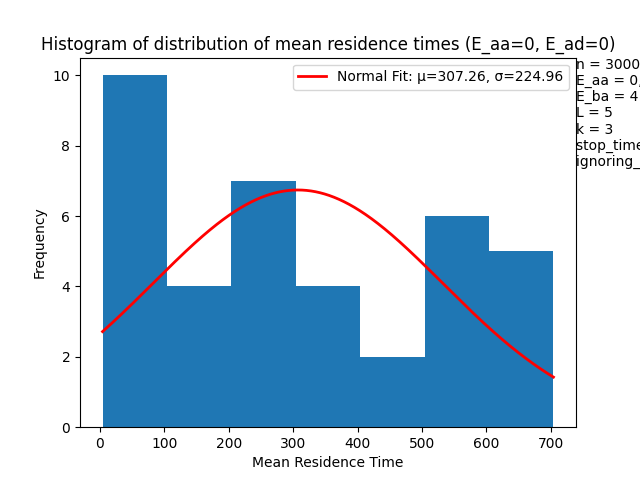 Histogram of distribution of mean residence times (E_aa=0, E_ad=0)
Normal Fit: μ=307.26, σ=224.96
n = 3000
E_aa = 0,
E_ba = 4
L = 5
k = 3
stop_time
ignoring_
10
8
6
4
2
0
Frequency
0 100 200 300 400 500 600 700
Mean Residence Time